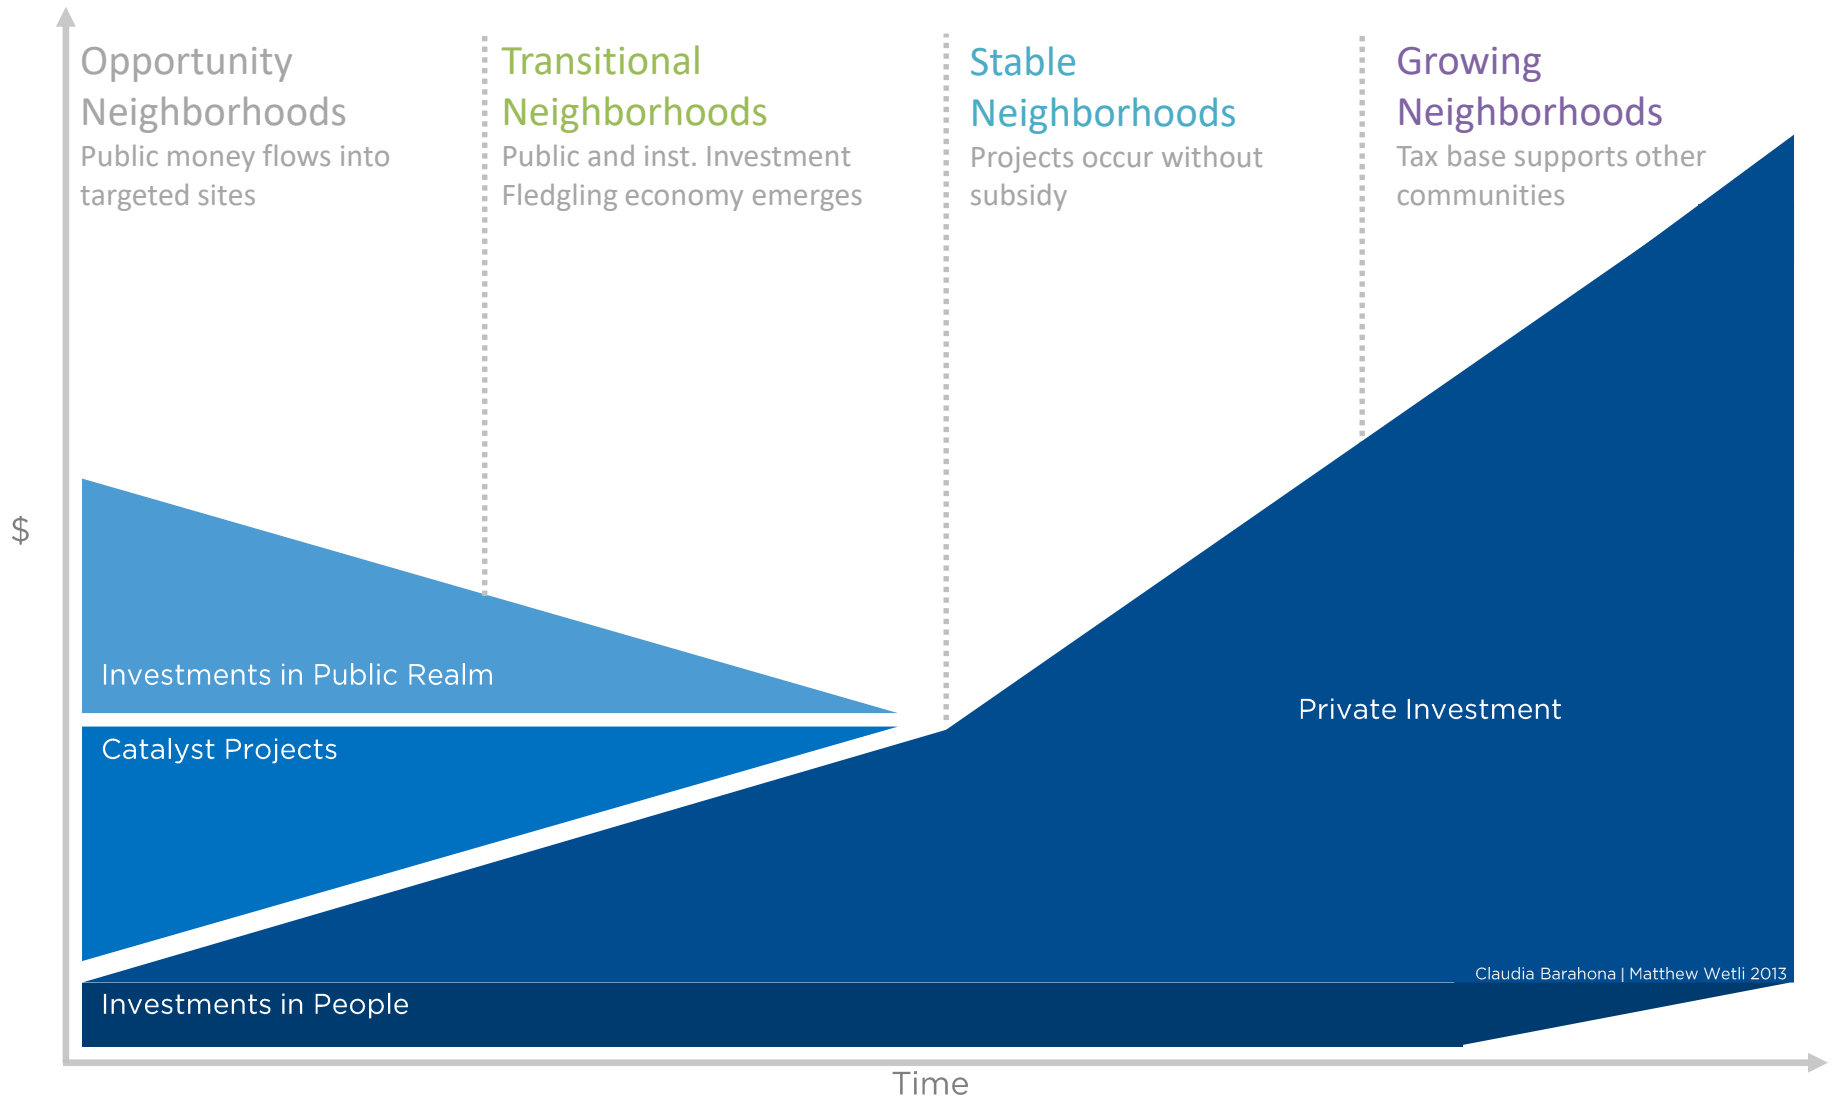 Opportunity
Neighborhoods
Public money flows into
targeted sites
Transitional
Neighborhoods
Public and inst. Investment
Fledgling economy emerges
Stable
Neighborhoods
Projects occur without
subsidy
Growing
Neighborhoods
Tax base supports other
communities
$
Investments in Public Realm
Catalyst Projects
Private Investment
Claudia Barahona | Matthew Wetli 2013
Investments in People
Time